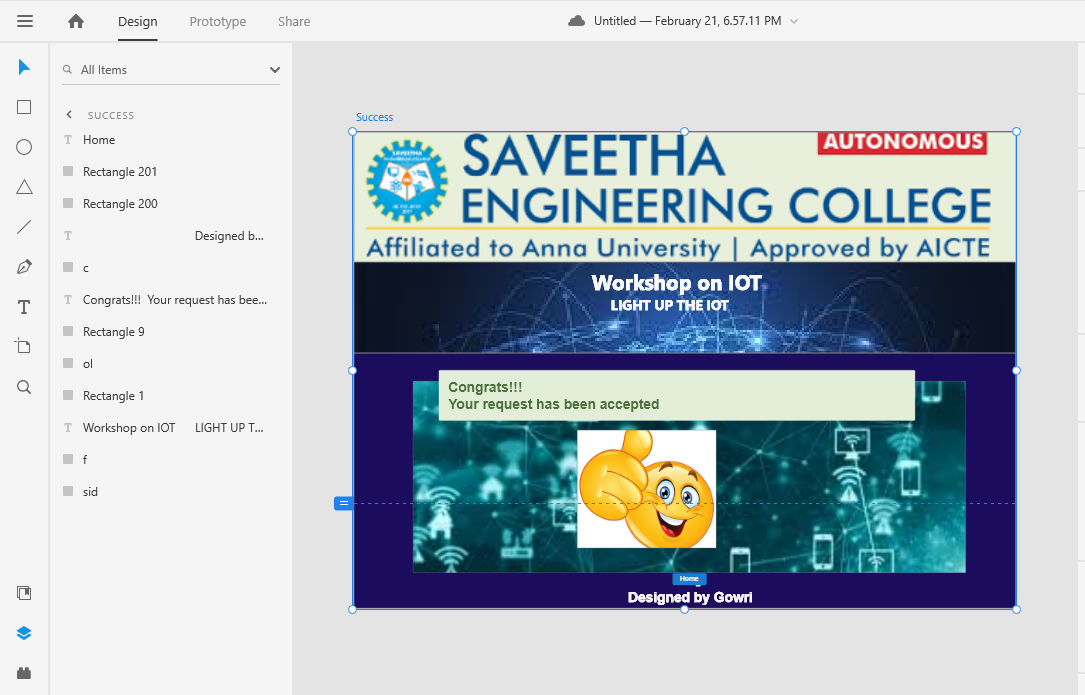 Design Prototype Share
Untitled — February 21, 6.57.11 PM
All Items
SUCCESS
T Home
Rectangle 201
Rectangle 200
T Designed b...
c
T Congrats!!! Your request has bee...
Rectangle 9
ol
Rectangle 1
T Workshop on IOT LIGHT UP T...
f
sid
T
Success
AUTONOMOUS
SAVEETHA
ENGINEERING COLLEGE
Affiliated to Anna University | Approved by AICTE
Workshop on IOT
LIGHT UP THE IOT
Congrats!!!
Your request has been accepted
Home
Designed by Gowri